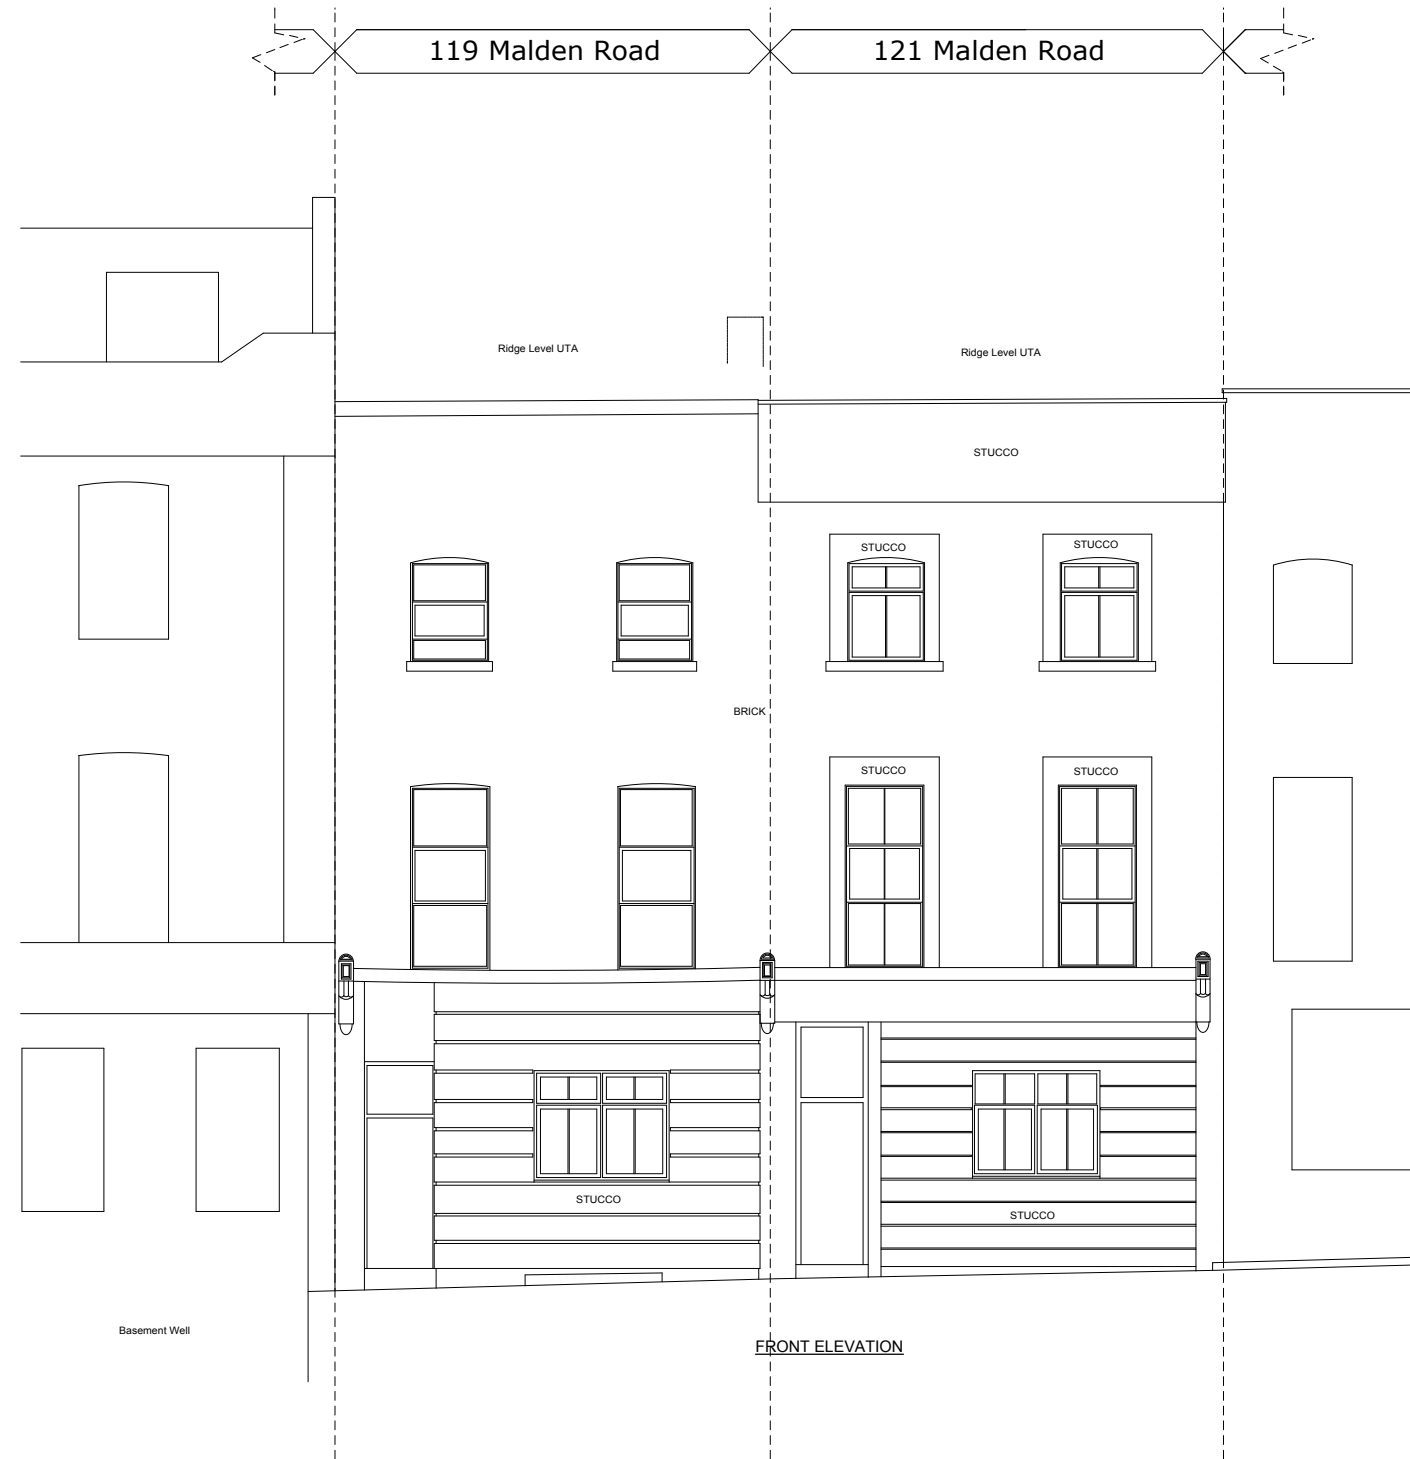 119 Malden Road
121 Malden Road
Ridge Level UTA
Ridge Level UTA
STUCCO
STUCCO
STUCCO
BRICK
STUCCO
STUCCO
STUCCO
STUCCO
Basement Well
FRONT ELEVATION